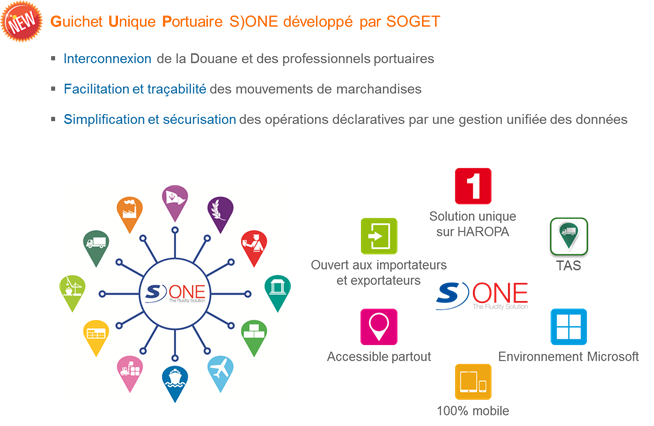 NEW
Guichet Unique Portuaire S)ONE développé par SOGET
Interconnexion de la Douane et des professionnels portuaires
Facilitation et traçabilité des mouvements de marchandises
Simplification et sécurisation des opérations déclaratives par une gestion unifiée des données
S)ONE
The Fluidity Solution
1
Solution unique
sur HAROPA
TAS
Ouvert aux importateurs
et exportateurs
S)ONE
The Fluidity Solution
Accessible partout
Environnement Microsoft
100% mobile